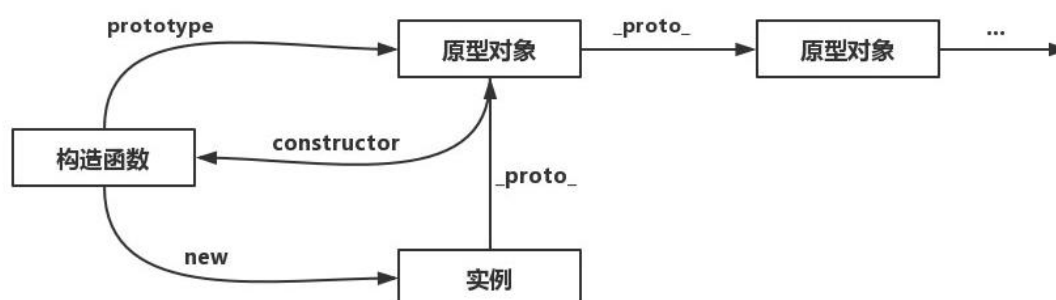 prototype
原型对象
_proto_
原型对象
...
构造函数
constructor
_proto_
new
实例